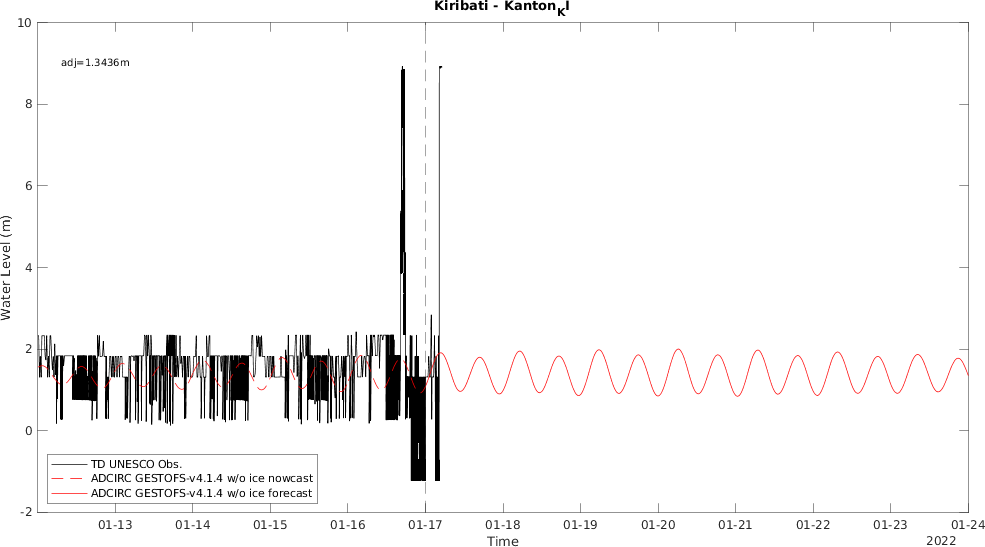 Kiribati - Kanton_KI
adj=1.3436m
10
8
6
4
2
0
-2
Water Level (m)
TD UNESCO Obs.
ADCIRC GESTOFS-v4.1.4 w/o ice nowcast
ADCIRC GESTOFS-v4.1.4 w/o ice forecast
01-13 01-14 01-15 01-16 01-17 01-18 01-19 01-20 01-21 01-22 01-23 01-24
Time
2022